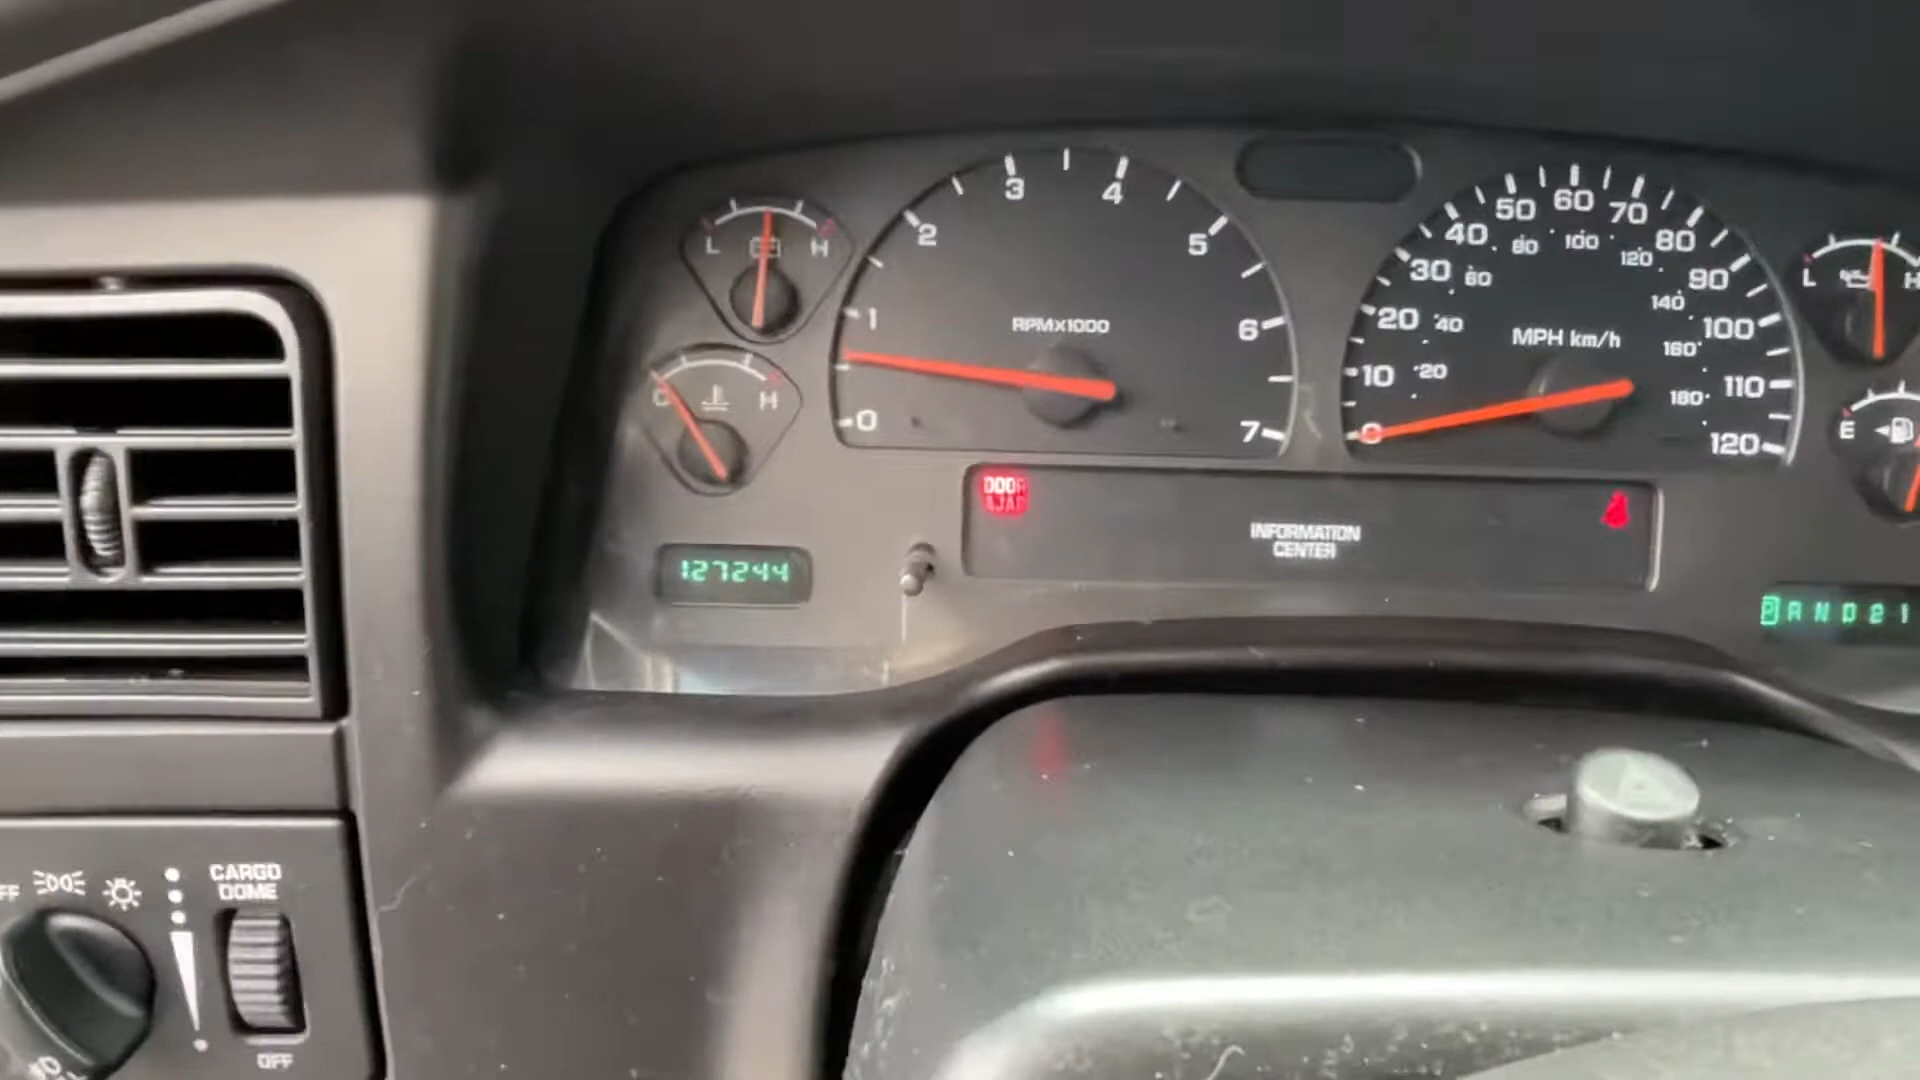 L H
C H
0 1 2 3 4 5 6 7
RPMx1000
0 10 20 30 40 50 60 70 80 90 100 110 120
20 40 60 80 100 120 140 160 180
MPH km/h
L H
E
DOOR
AJAR
INFORMATION
CENTER
127244
P R N D 2 1
CARGO
DOME
OFF